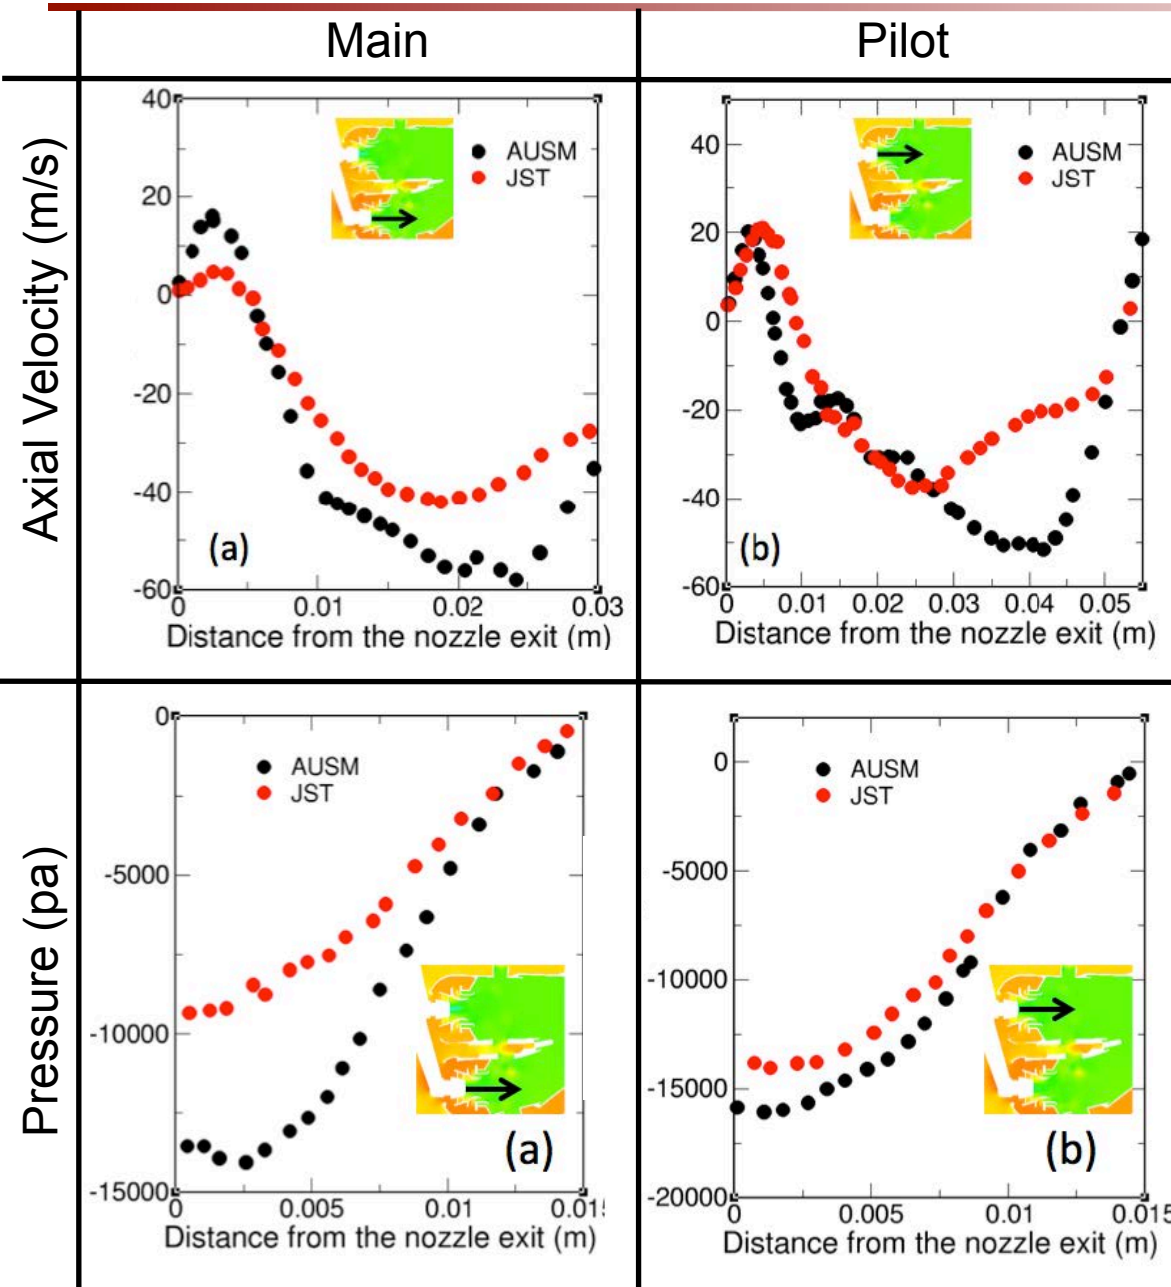 Main
Pilot
Axial Velocity (m/s)
40
20
0
-20
-40
-60
AUSM
JST
(a)
0
0.01
0.02
0.03
Distance from the nozzle exit (m)
40
20
0
-20
-40
-60
AUSM
JST
(b)
0
0.01
0.02
0.03
0.04
0.05
Distance from the nozzle exit (m)
Pressure (pa)
0
-5000
-10000
-15000
AUSM
JST
(a)
0
0.005
0.01
0.015
Distance from the nozzle exit (m)
0
-5000
-10000
-15000
-20000
AUSM
JST
(b)
0
0.005
0.01
0.015
Distance from the nozzle exit (m)